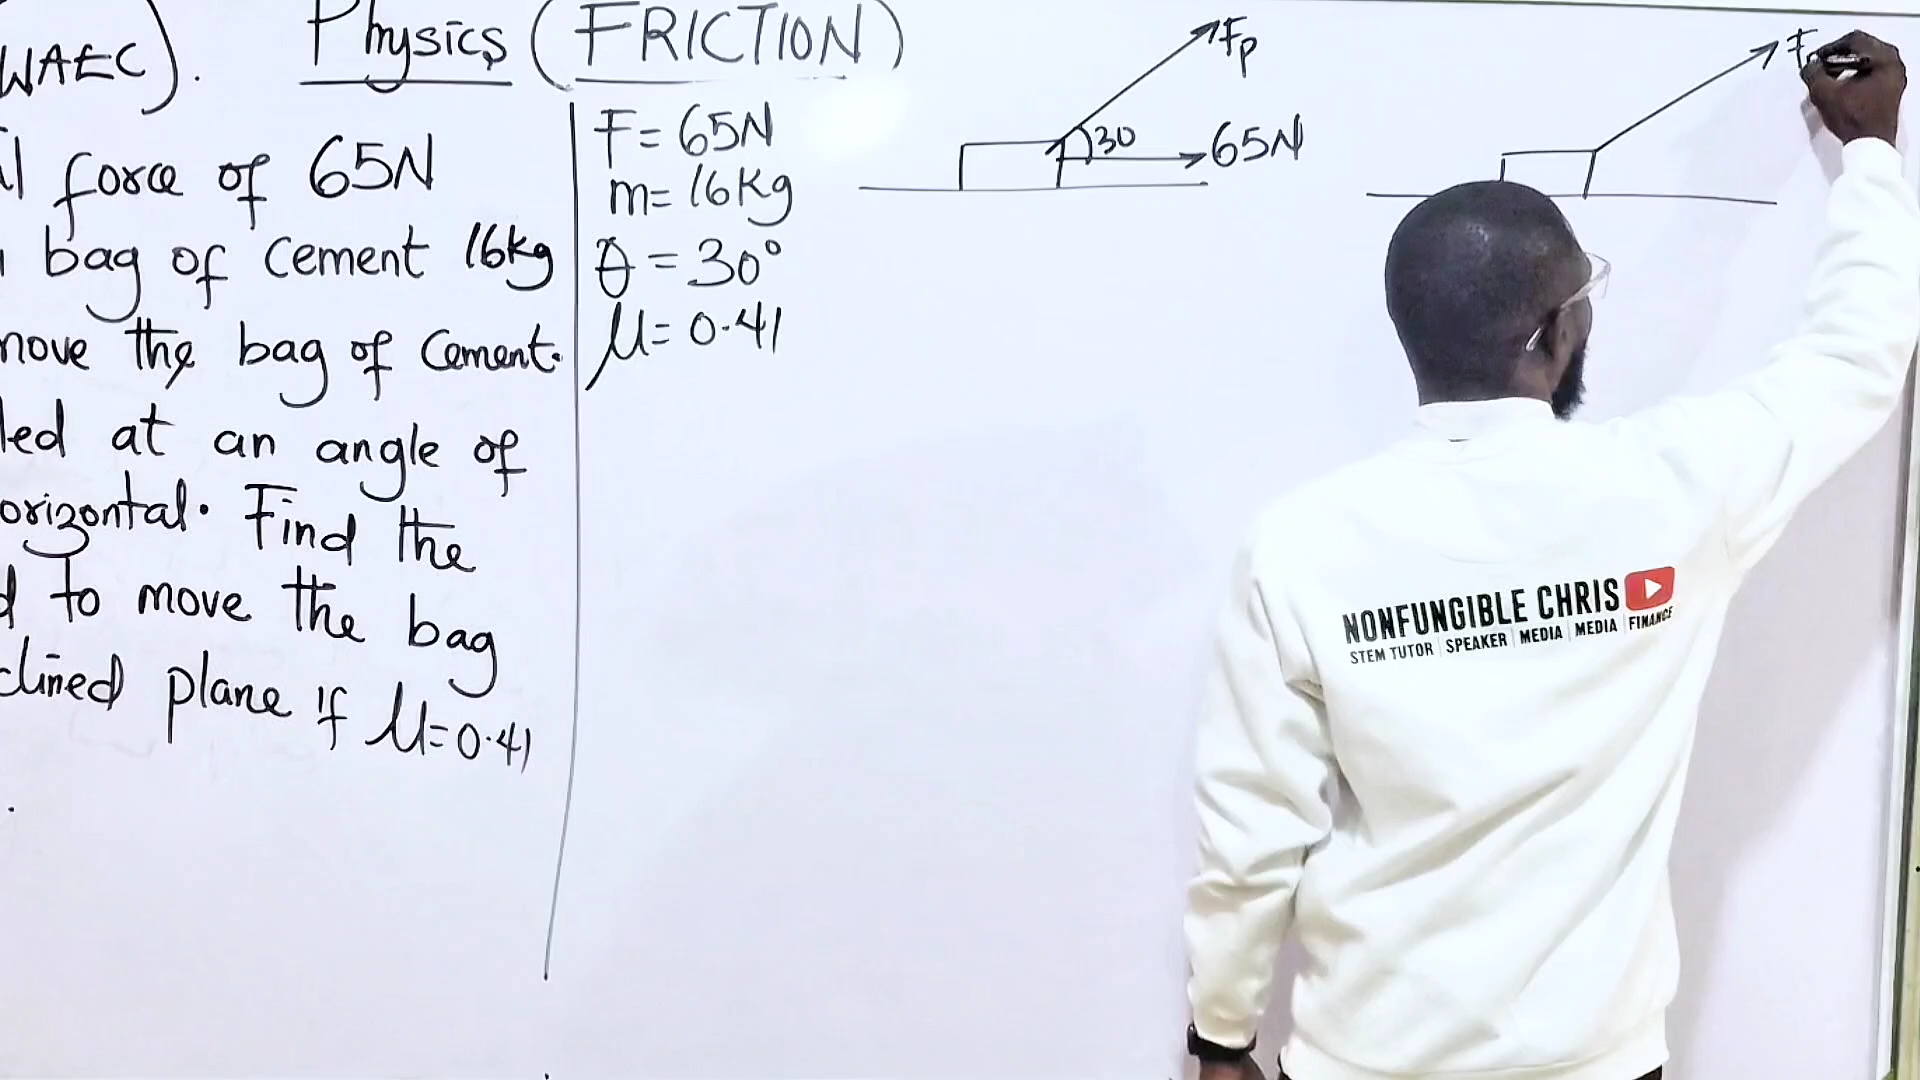 WAEC). Physics (FRICTION)
force of 65N
bag of cement 16kg
move the bag of Cement.
at an angle of
orizontal. Find the
to move the bag
clined plane if μ=0.41
F = 65N
m= 16kg
θ = 30°
μ= 0.41
Fp
30
65N
NONFUNGIBLE CHRIS
STEM TUTOR | SPEAKER | MEDIA | MEDIA | FINANCE